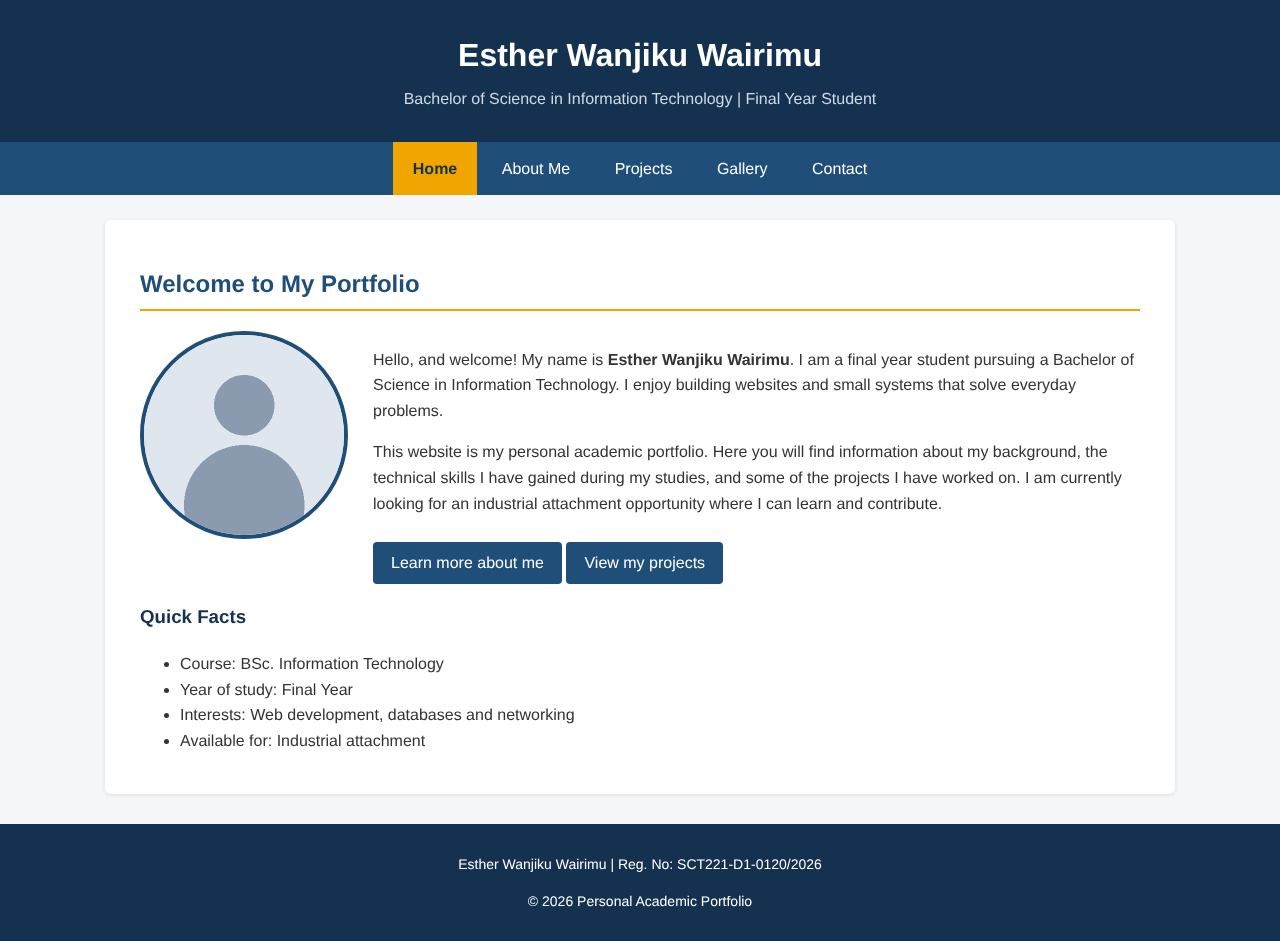 Esther Wanjiku Wairimu
Bachelor of Science in Information Technology | Final Year Student
Home About Me Projects Gallery Contact
Welcome to My Portfolio
Hello, and welcome! My name is Esther Wanjiku Wairimu. I am a final year student pursuing a Bachelor of
Science in Information Technology. I enjoy building websites and small systems that solve everyday
problems.
This website is my personal academic portfolio. Here you will find information about my background, the
technical skills I have gained during my studies, and some of the projects I have worked on. I am currently
looking for an industrial attachment opportunity where I can learn and contribute.
Learn more about me View my projects
Quick Facts
• Course: BSc. Information Technology
• Year of study: Final Year
• Interests: Web development, databases and networking
• Available for: Industrial attachment
Esther Wanjiku Wairimu | Reg. No: SCT221-D1-0120/2026
© 2026 Personal Academic Portfolio